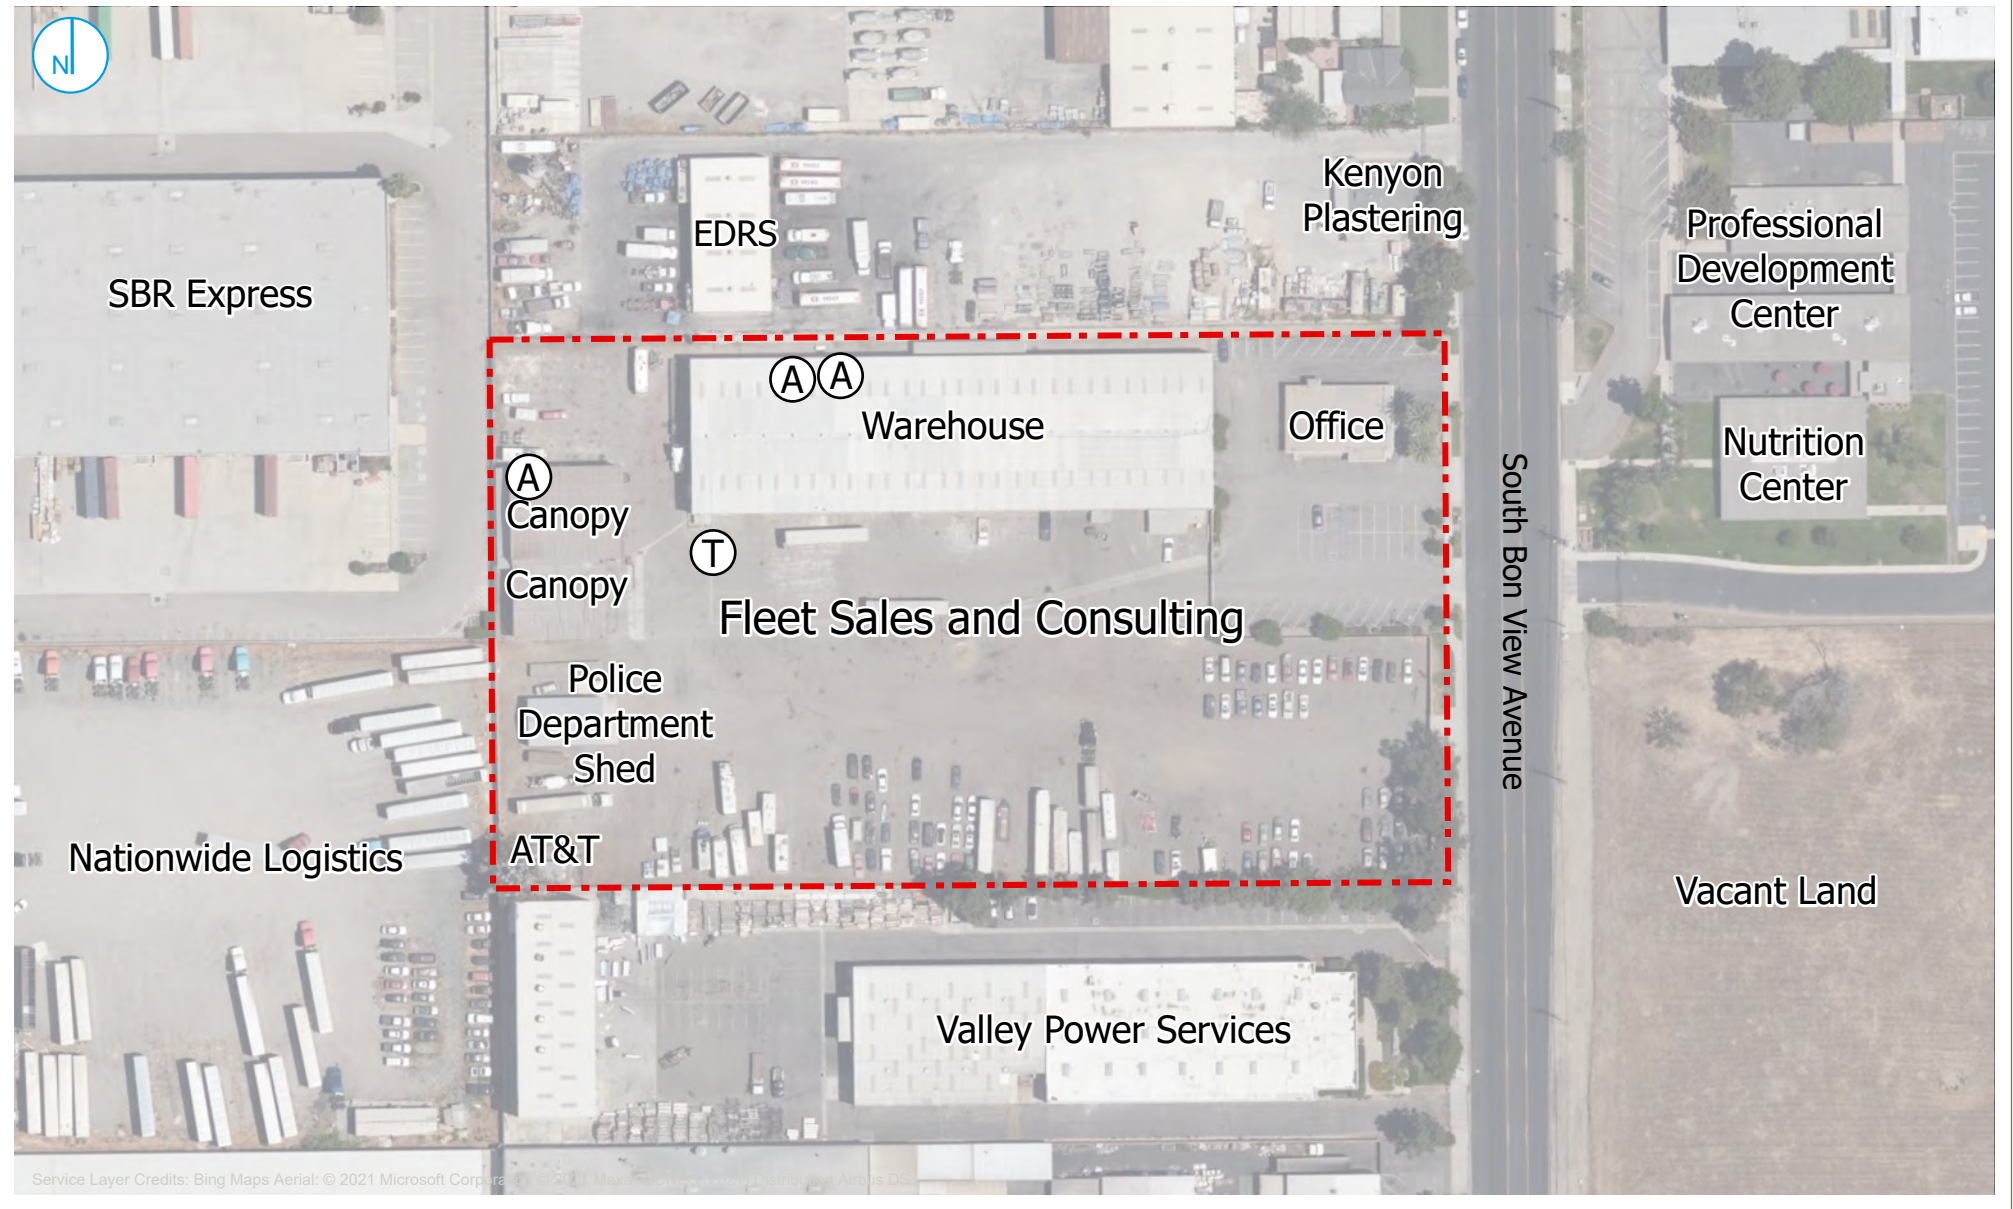 N
Kenyon
Plastering
EDRS
Professional
Development
Center
SBR Express
A
A
Warehouse
Office
Nutrition
Center
A
Canopy
T
Canopy
South Bon View Avenue
Fleet Sales and Consulting
Police
Department
Shed
AT&T
Nationwide Logistics
Vacant Land
Valley Power Services
Service Layer Credits: Bing Maps Aerial: © 2021 Microsoft